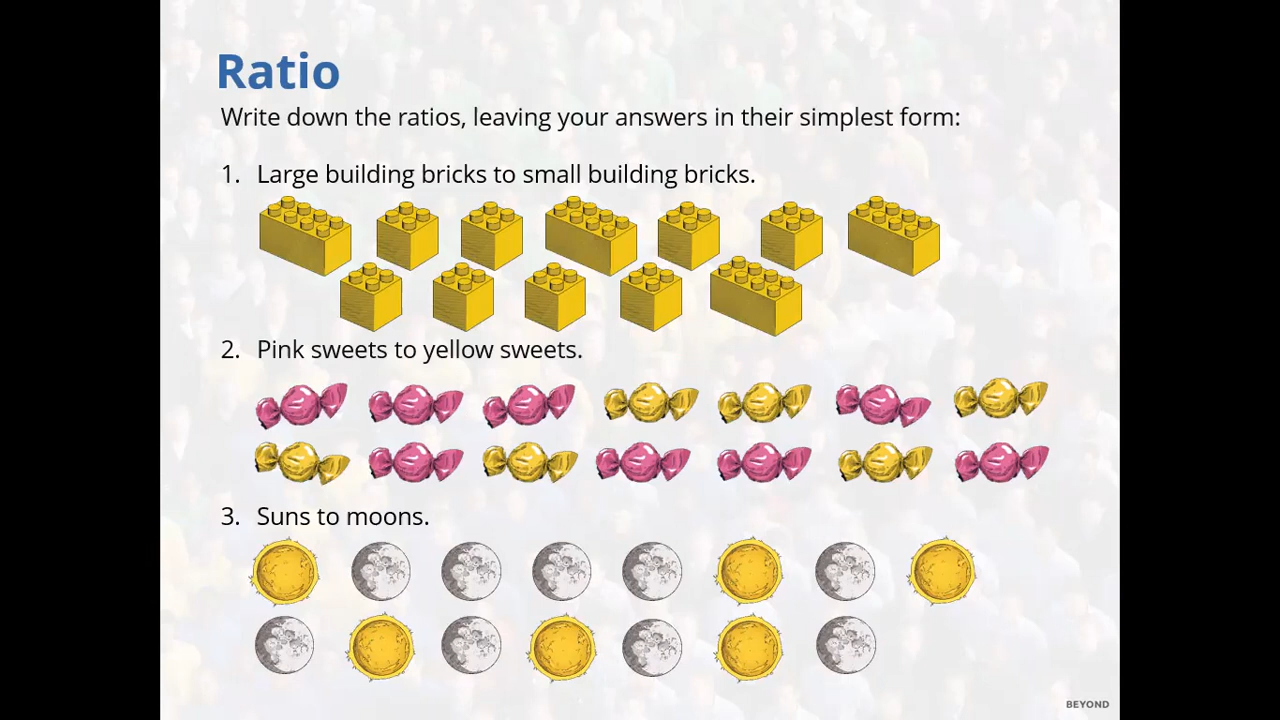 Ratio
Write down the ratios, leaving your answers in their simplest form:
1. Large building bricks to small building bricks.
2. Pink sweets to yellow sweets.
3. Suns to moons.
BEYOND